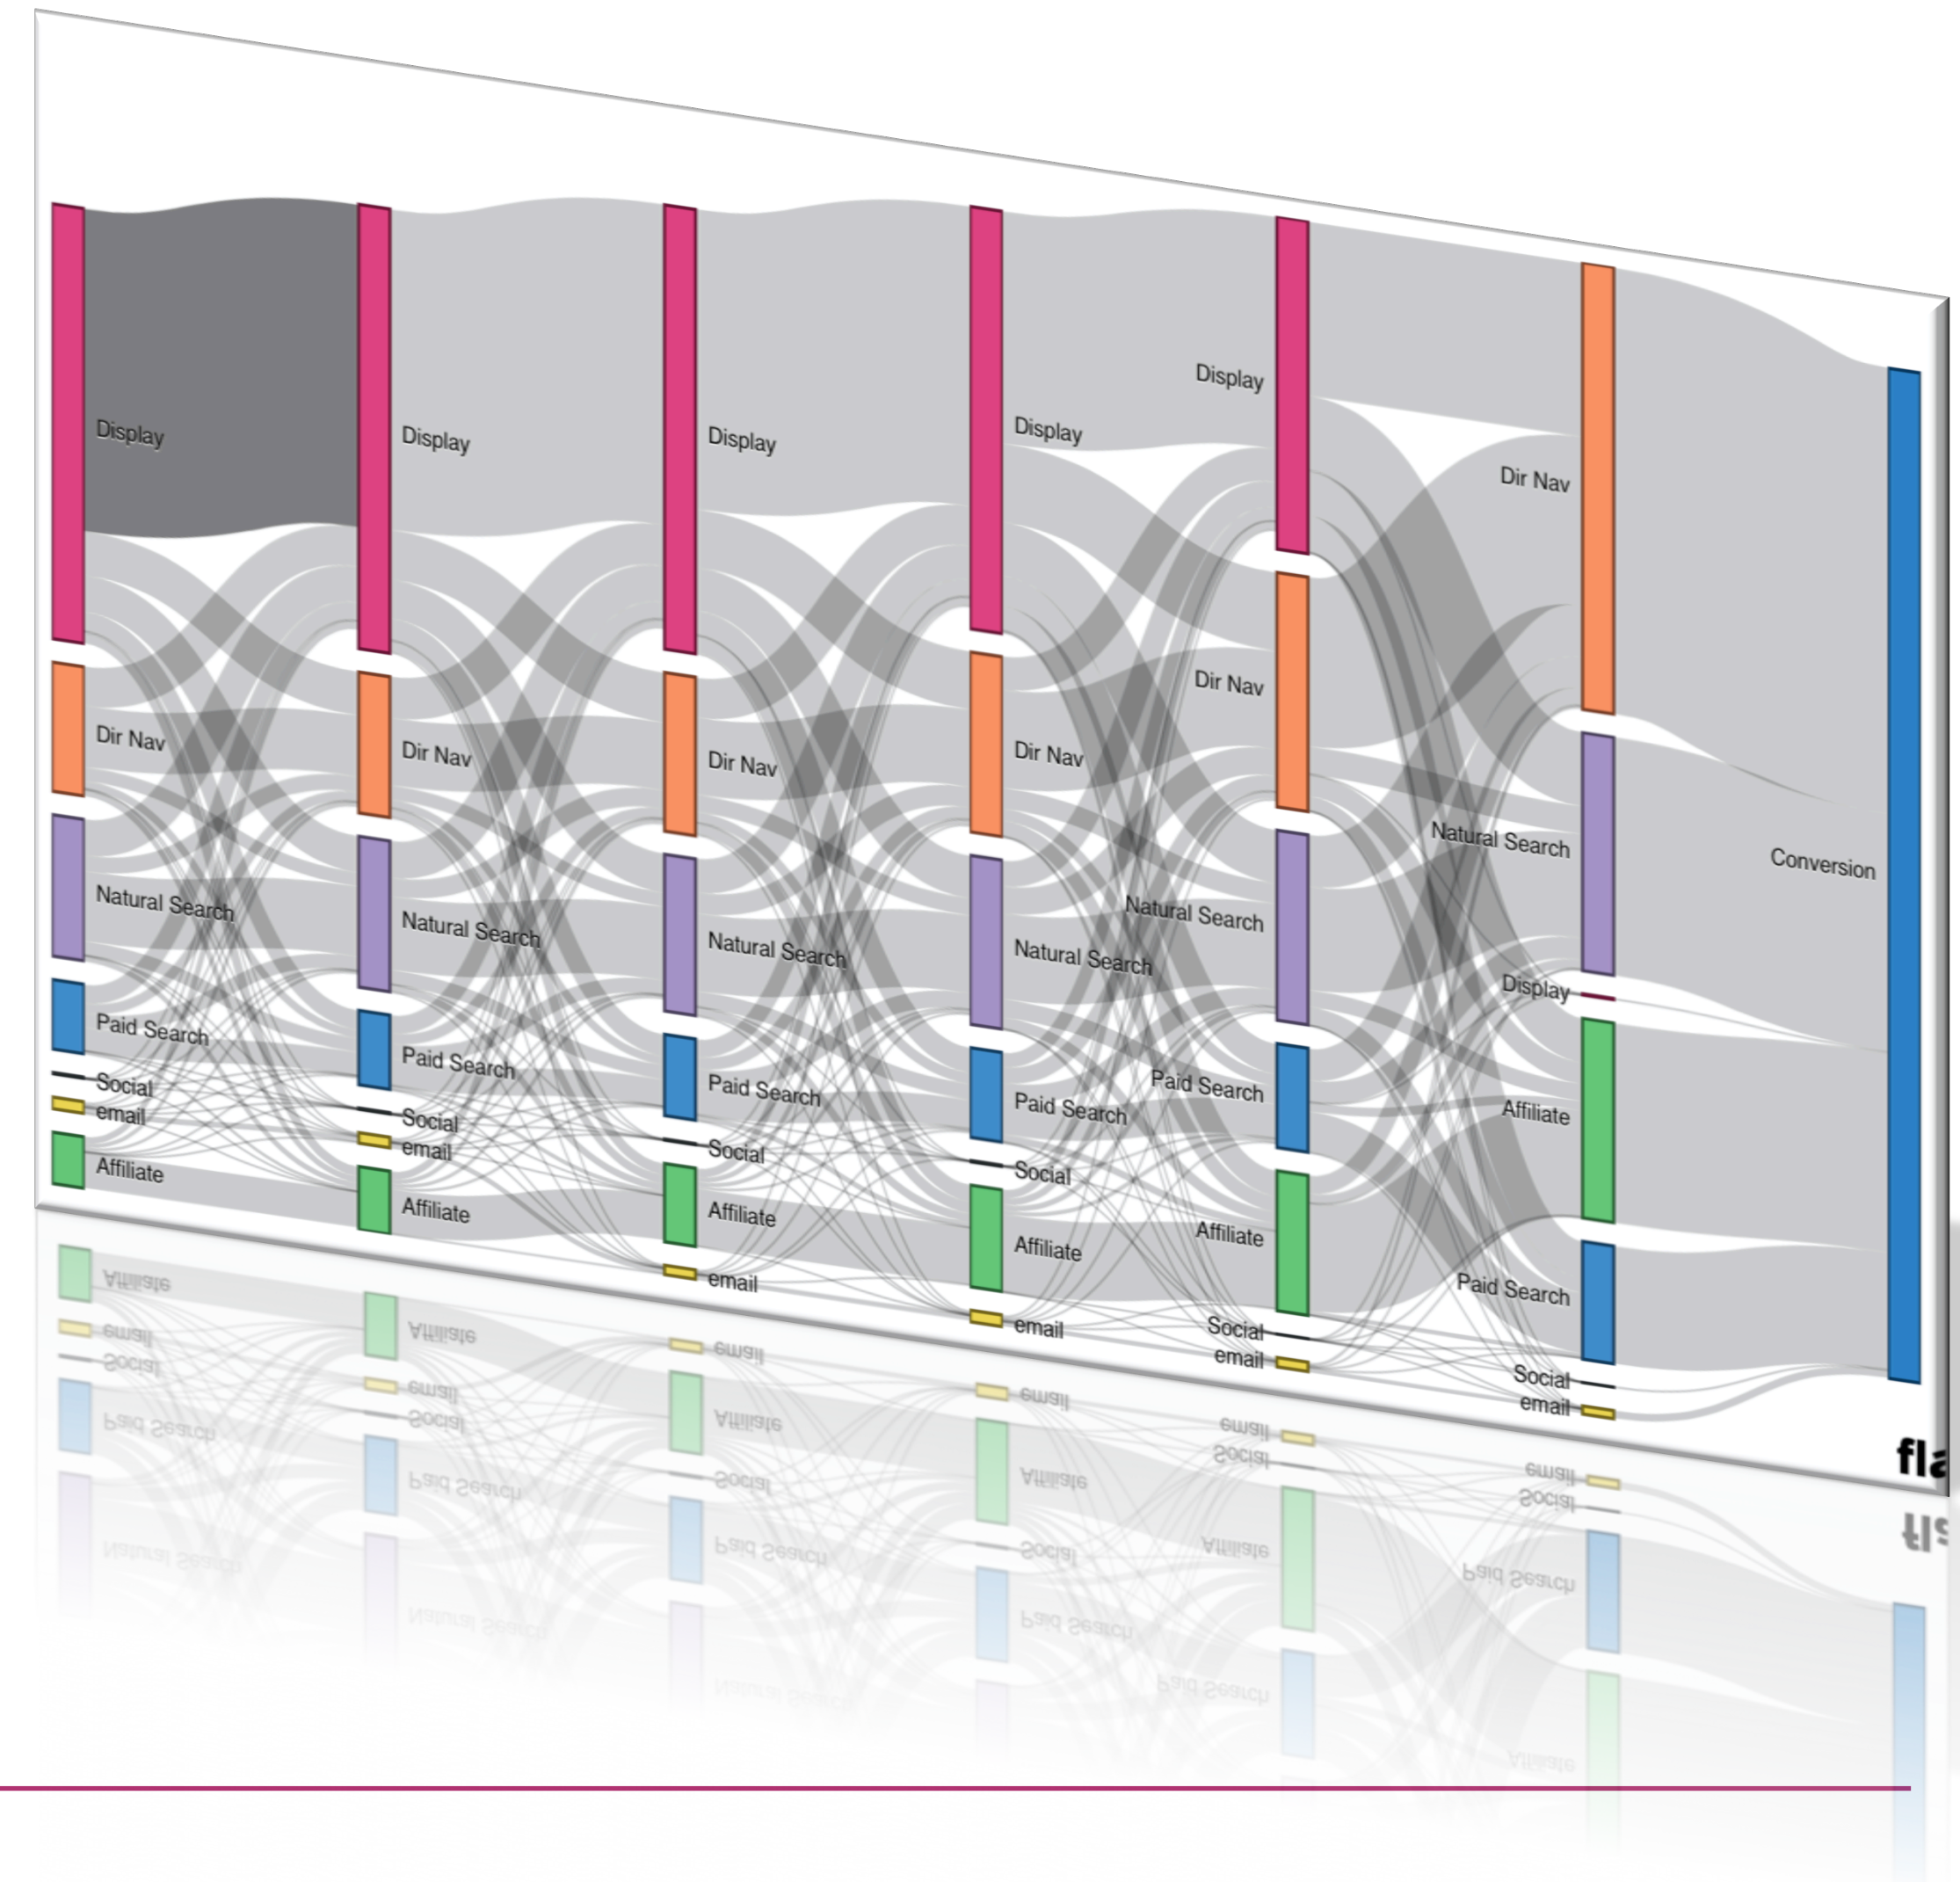 Display
Dir Nav
Natural Search
Paid Search
Social
email
Affiliate
Display
Dir Nav
Natural Search
Paid Search
Social
email
Affiliate
Display
Dir Nav
Natural Search
Paid Search
Social
Affiliate
email
Display
Dir Nav
Natural Search
Paid Search
Social
Affiliate
email
Display
Dir Nav
Natural Search
Paid Search
Affiliate
Social
email
Dir Nav
Natural Search
Display
Affiliate
Paid Search
Social
email
Conversion